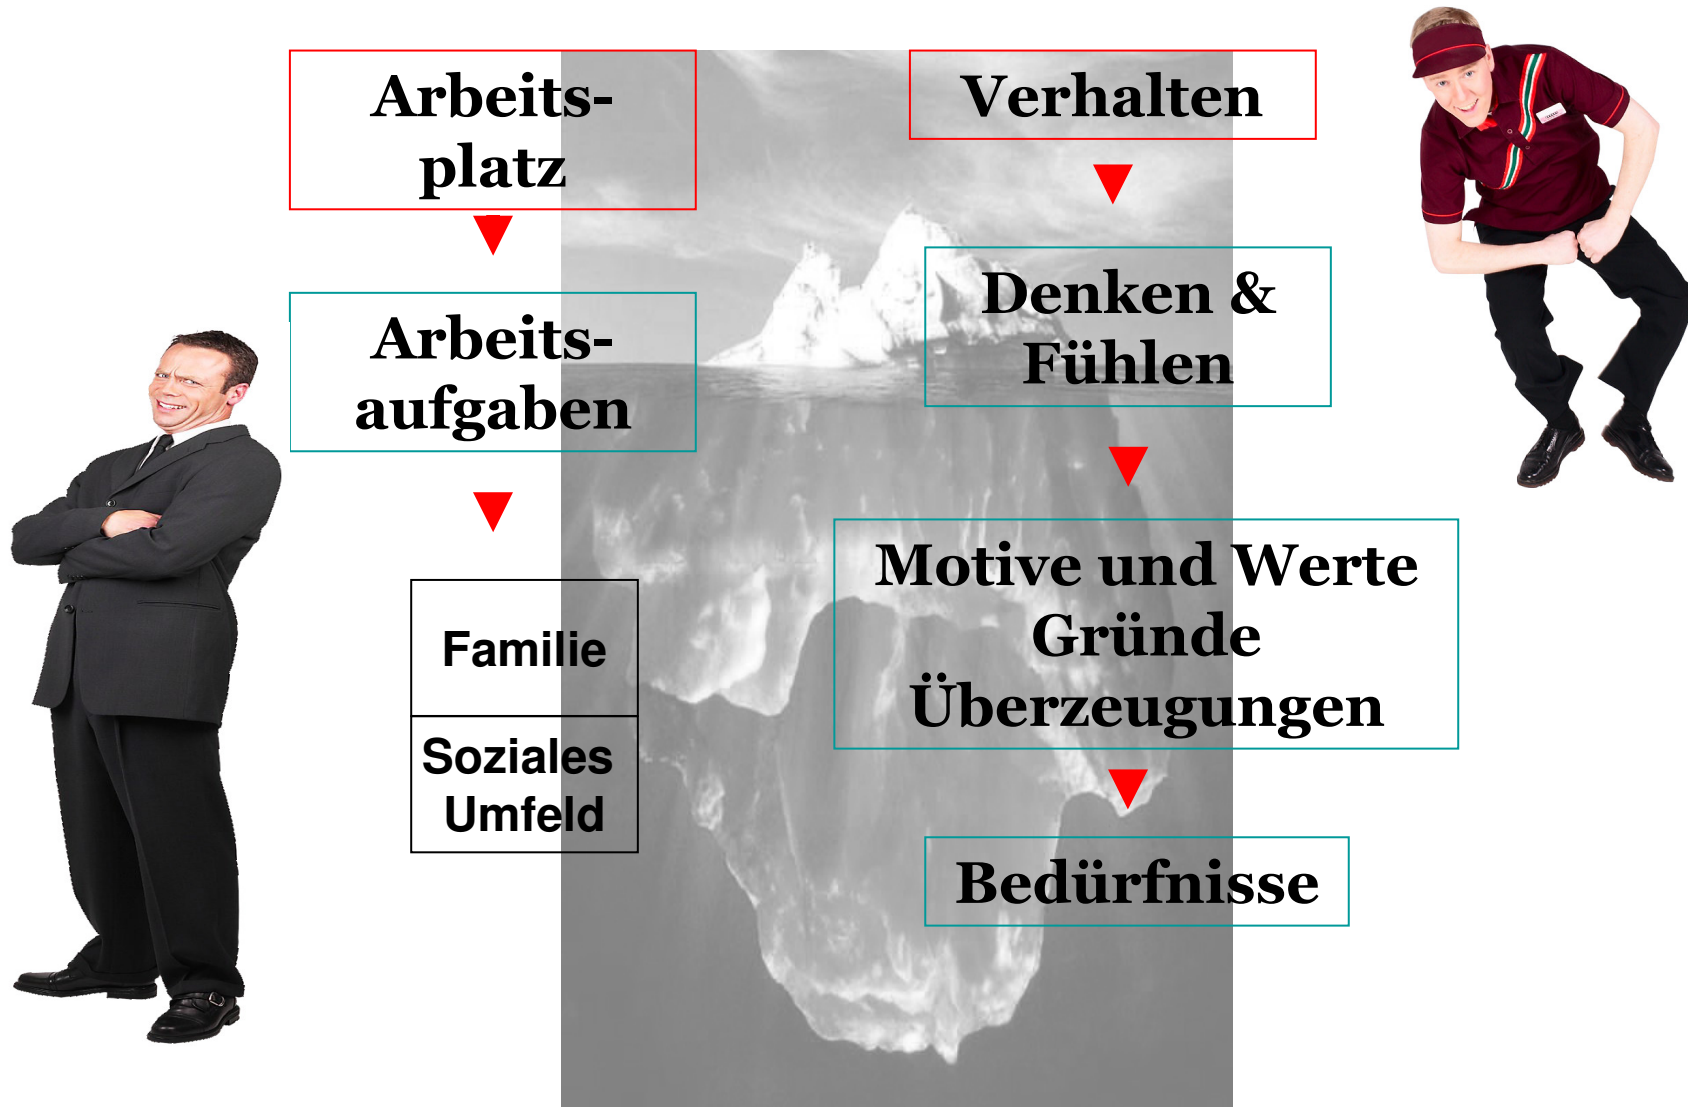 Arbeits-
platz
Arbeits-
aufgaben
Familie
Soziales
Umfeld
Verhalten
Denken &
Fühlen
Motive und Werte
Gründe
Überzeugungen
Bedürfnisse